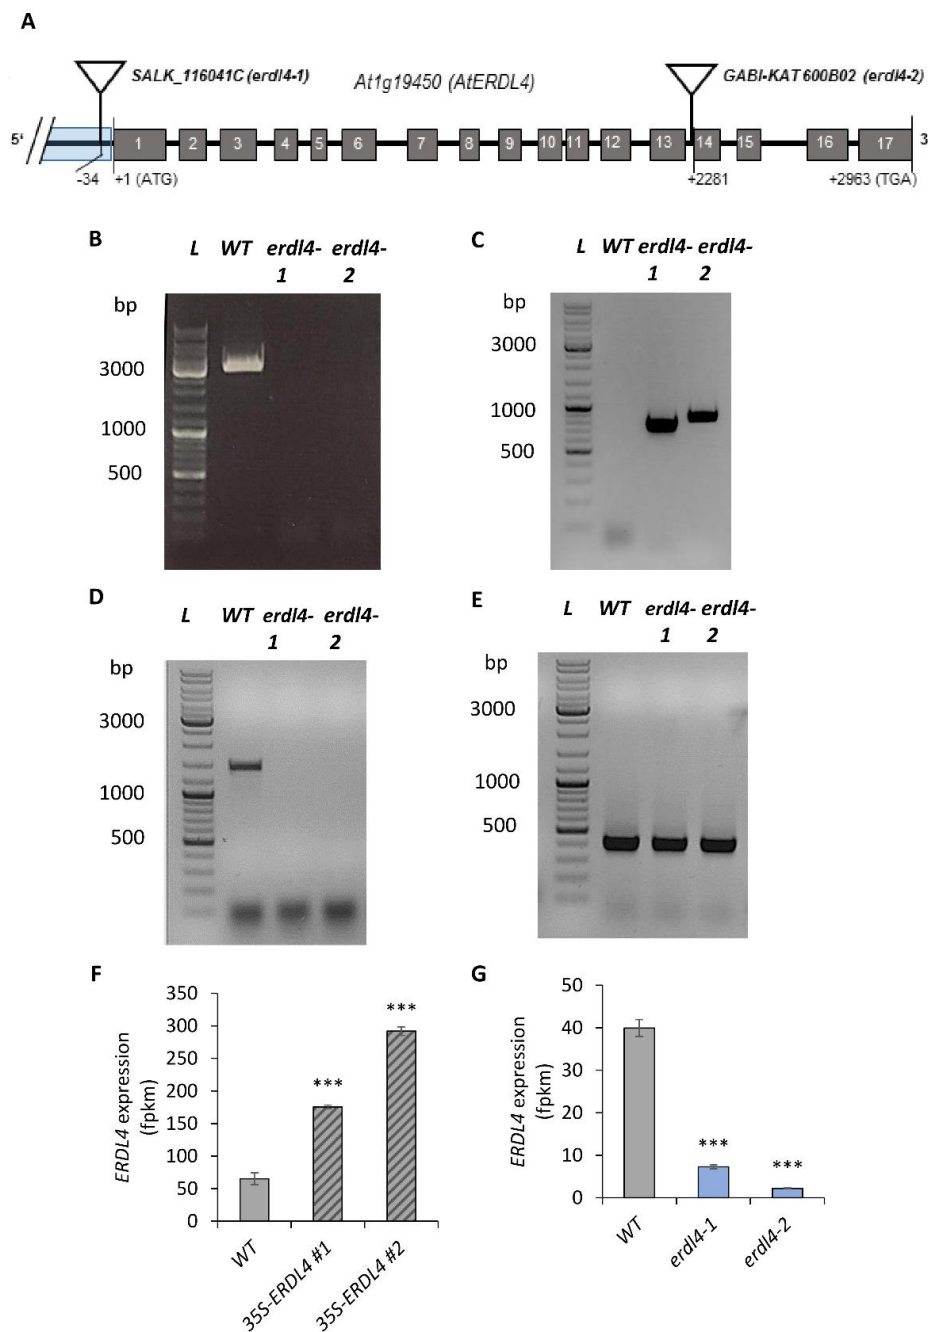 A
SALK_116041C (erdl4-1)
At1g19450 (AtERDL4)
GABI-KAT 600B02 (erdl4-2)
5'
1 2 3 4 5 6 7 8 9 10 11 12 13 14 15 16 17
3
-34 +1 (ATG) +2281 +2963 (TGA)
B
L WT erdl4- erdl4-
1 2
bp
3000
1000
500
C
L WT erdl4- erdl4-
1 2
bp
3000
1000
500
D
L WT erdl4- erdl4-
1 2
bp
3000
1000
500
E
L WT erdl4- erdl4-
1 2
bp
3000
1000
500
F
ERDL4 expression
(fpkm)
350
300
250
200
150
100
50
0
***
***
WT
35S-ERDL4 #1
35S-ERDL4 #2
G
ERDL4 expression
(fpkm)
50
40
30
20
10
0
***
***
WT
erdl4-1
erdl4-2